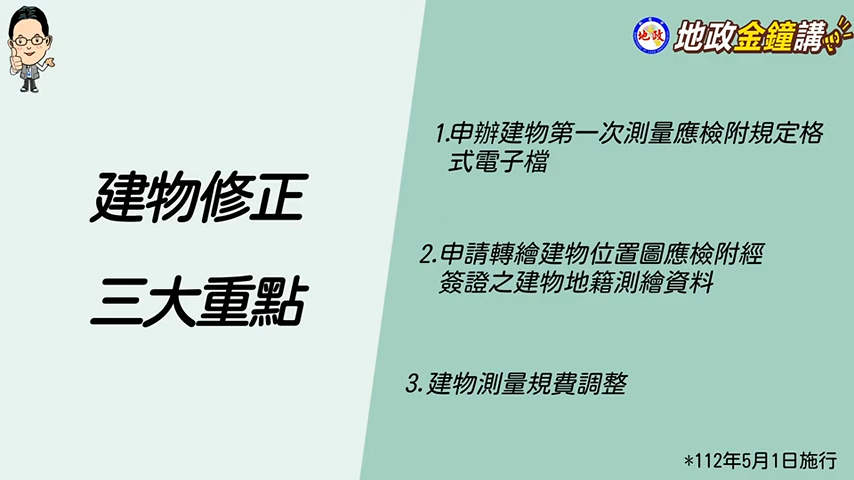 地政
地政金鐘講
建物修正
三大重點
1.申辦建物第一次測量應檢附規定格
式電子檔
2.申請轉繪建物位置圖應檢附經
簽證之建物地籍測繪資料
3.建物測量規費調整
*112年5月1日施行